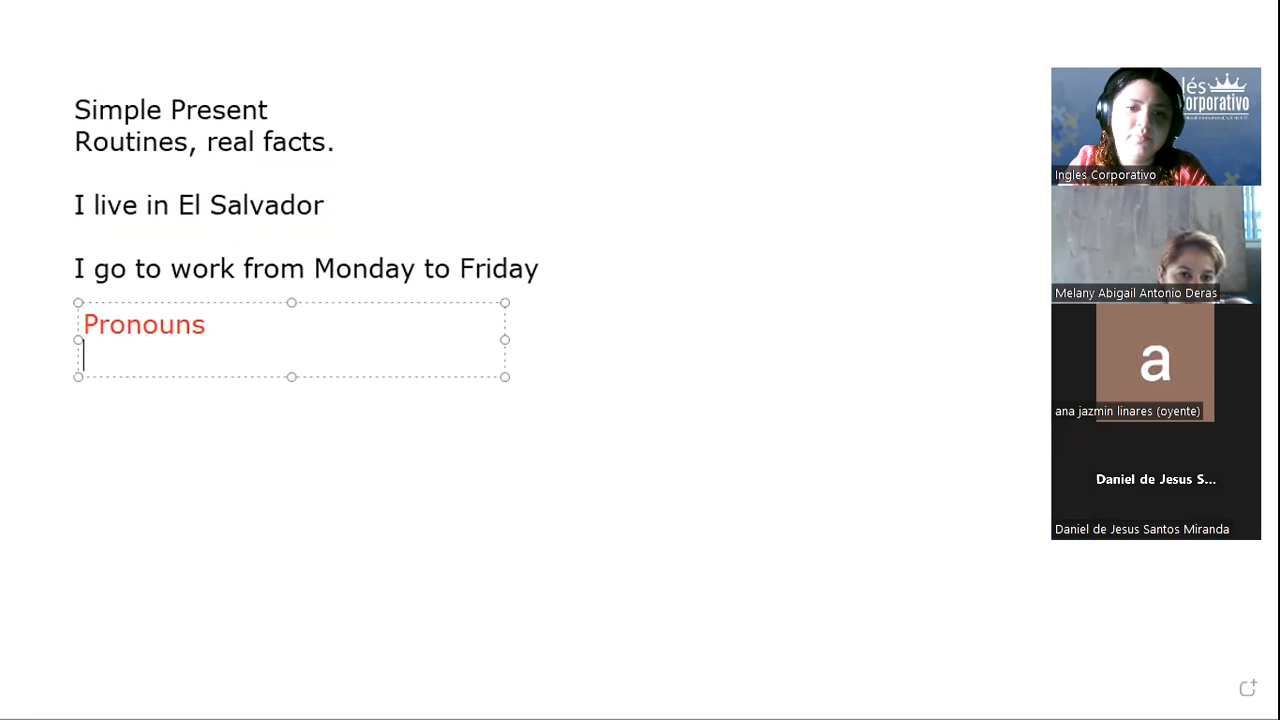 Simple Present
Routines, real facts.
I live in El Salvador
I go to work from Monday to Friday
Pronouns
lés
orporativo
Ingles Corporativo
Melany Abigail Antonio Deras
a
ana jazmin linares (oyente)
Daniel de Jesus S...
Daniel de Jesus Santos Miranda